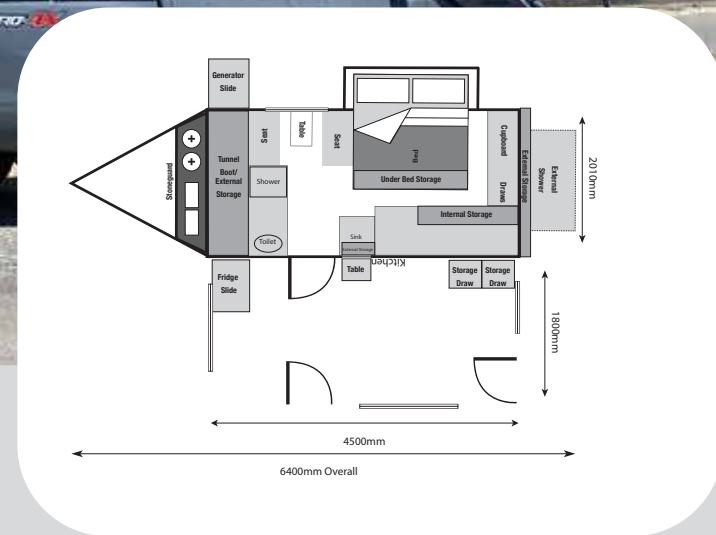 Generator
Slide
Stoneguard
Tunnel
Boot/
External
Storage
Seat
Table
Seat
Shower
Toilet
Bed
Under Bed Storage
Cupboard
Draws
External Storage
External
Shower
Internal Storage
Sink
External Storage
Kitchen
Table
Fridge
Slide
Storage
Draw
Storage
Draw
2010mm
1800mm
4500mm
6400mm Overall